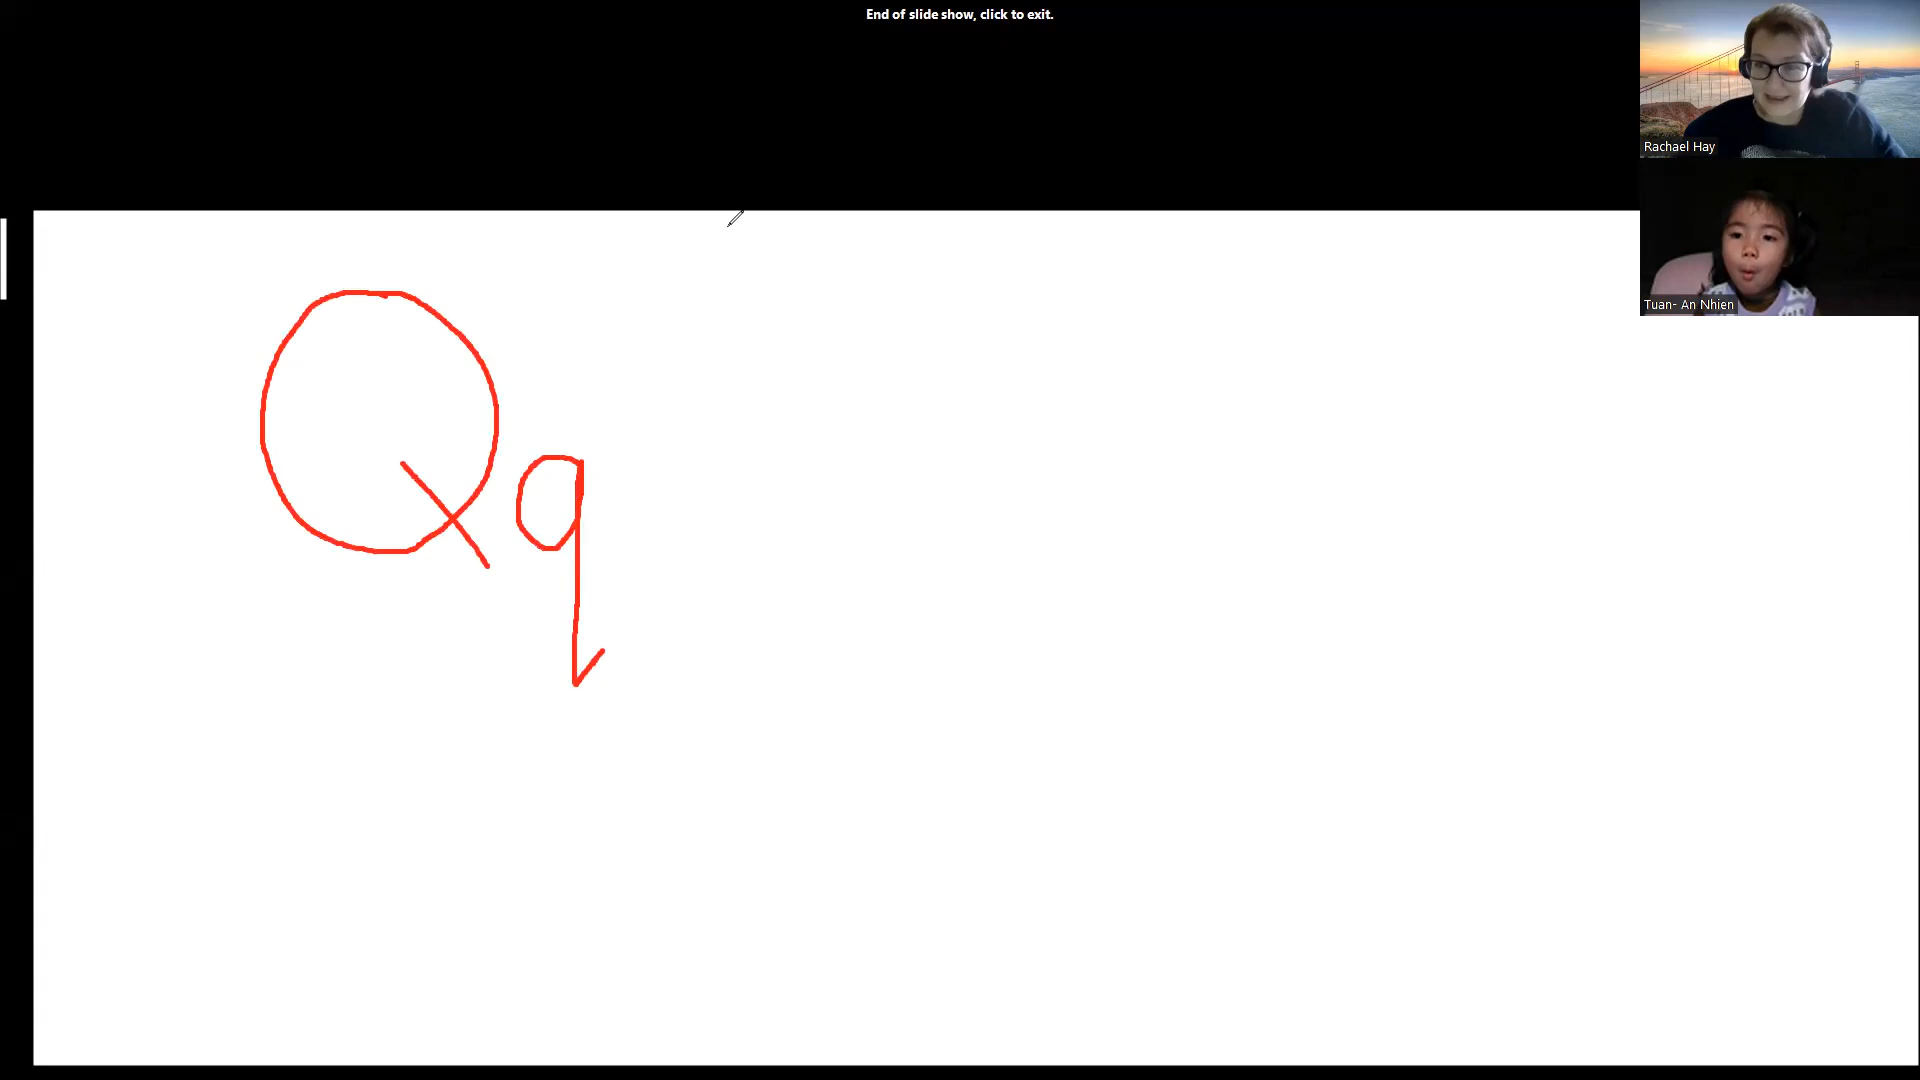 End of slide show, click to exit.
Rachael Hay
Tuan- An Nhien
Qq